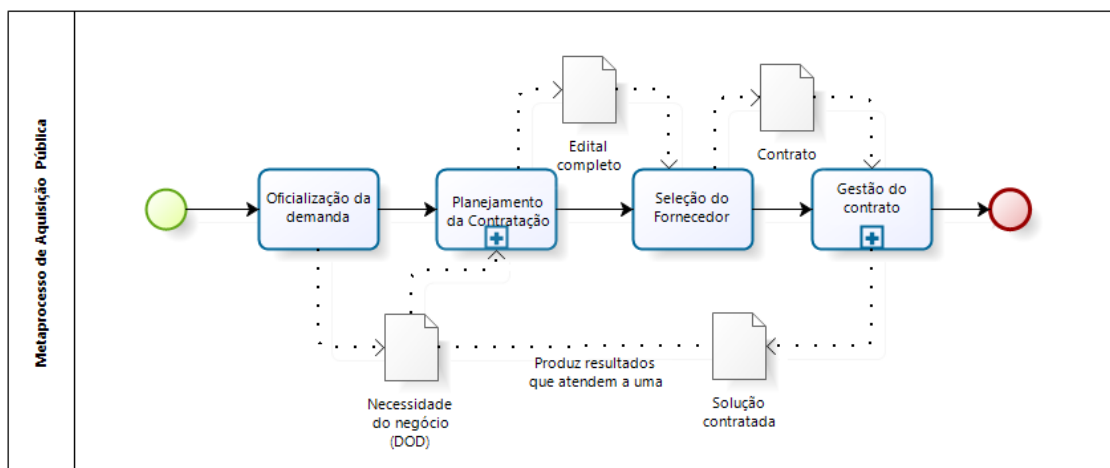 Metaprocesso de Aquisição Pública
Edital
completo
Contrato
Oficialização da
demanda
Planejamento
da Contratação
Seleção do
Fornecedor
Gestão do
contrato
Produz resultados
que atendem a uma
Necessidade
do negócio
(DOD)
Solução
contratada